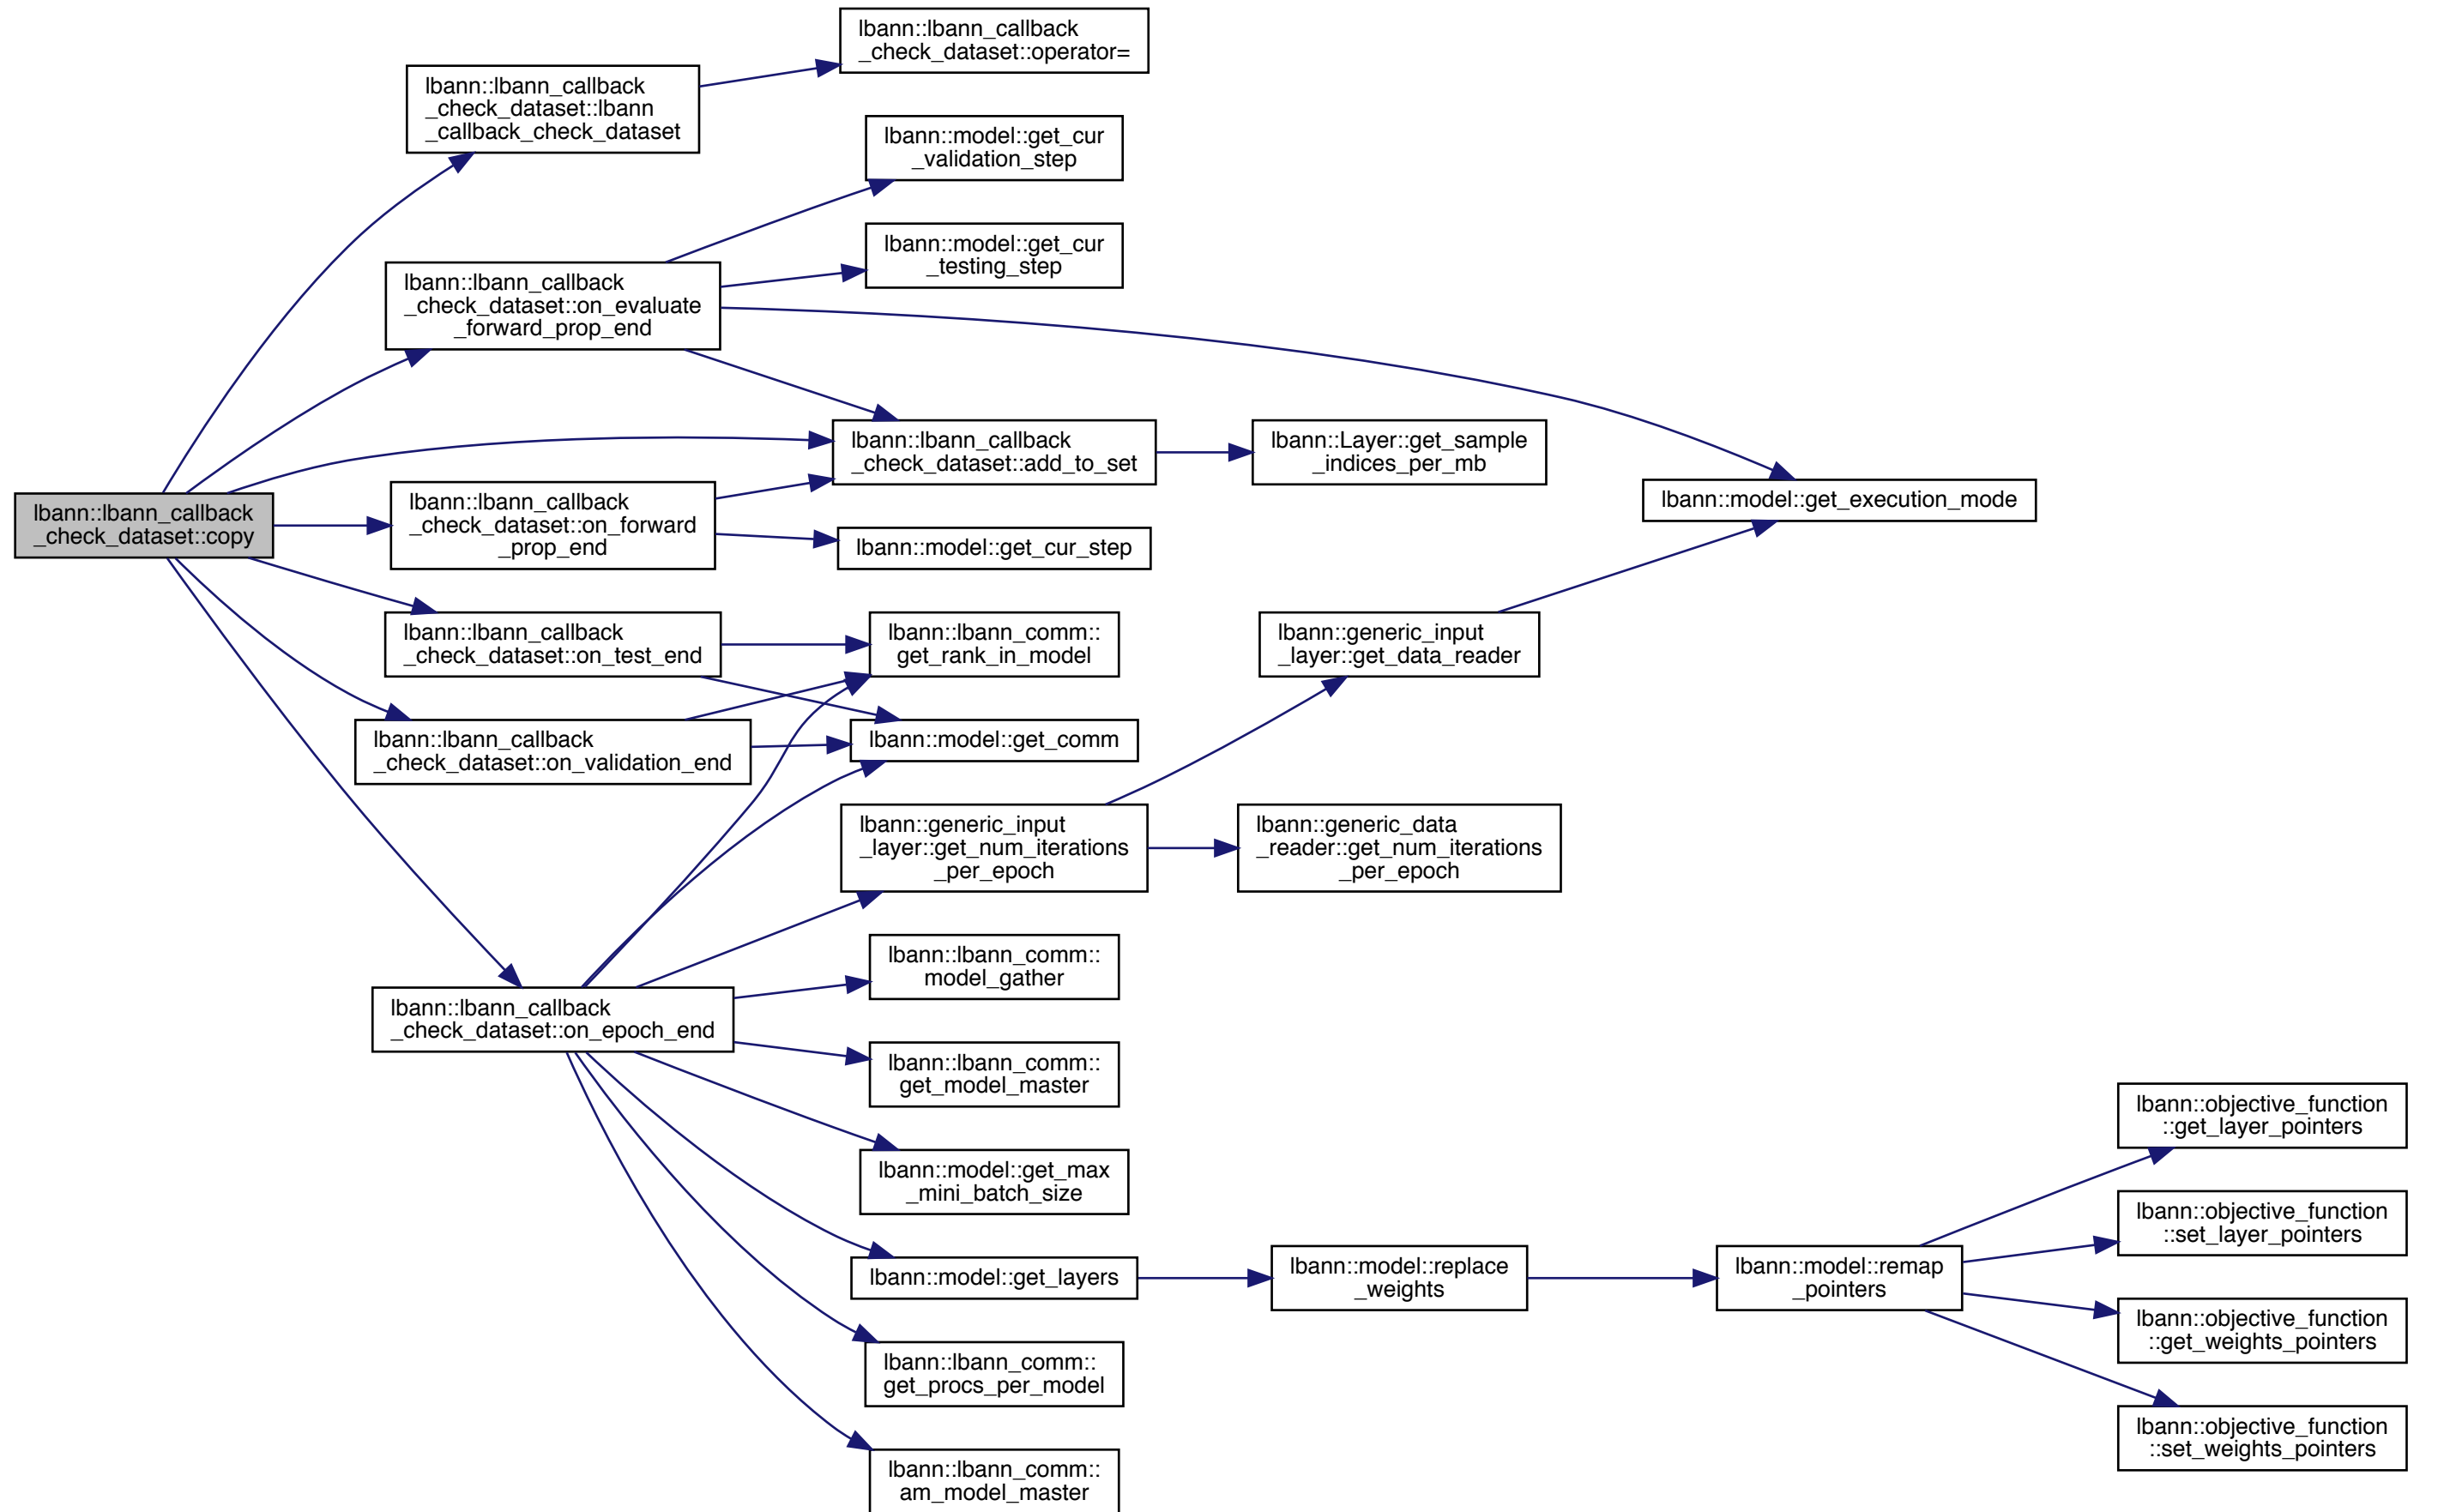 lbann::lbann_callback
_check_dataset::copy
lbann::lbann_callback
_check_dataset::lbann
_callback_check_dataset
lbann::lbann_callback
_check_dataset::operator=
lbann::lbann_callback
_check_dataset::on_evaluate
_forward_prop_end
lbann::model::get_cur
_validation_step
lbann::model::get_cur
_testing_step
lbann::lbann_callback
_check_dataset::add_to_set
lbann::Layer::get_sample
_indices_per_mb
lbann::model::get_execution_mode
lbann::lbann_callback
_check_dataset::on_forward
_prop_end
lbann::model::get_cur_step
lbann::lbann_callback
_check_dataset::on_test_end
lbann::lbann_comm::
get_rank_in_model
lbann::generic_input
_layer::get_data_reader
lbann::lbann_callback
_check_dataset::on_validation_end
lbann::model::get_comm
lbann::generic_input
_layer::get_num_iterations
_per_epoch
lbann::generic_data
_reader::get_num_iterations
_per_epoch
lbann::lbann_comm::
model_gather
lbann::lbann_callback
_check_dataset::on_epoch_end
lbann::lbann_comm::
get_model_master
lbann::model::get_max
_mini_batch_size
lbann::model::get_layers
lbann::model::replace
_weights
lbann::model::remap
_pointers
lbann::objective_function
::get_layer_pointers
lbann::objective_function
::set_layer_pointers
lbann::objective_function
::get_weights_pointers
lbann::objective_function
::set_weights_pointers
lbann::lbann_comm::
get_procs_per_model
lbann::lbann_comm::
am_model_master